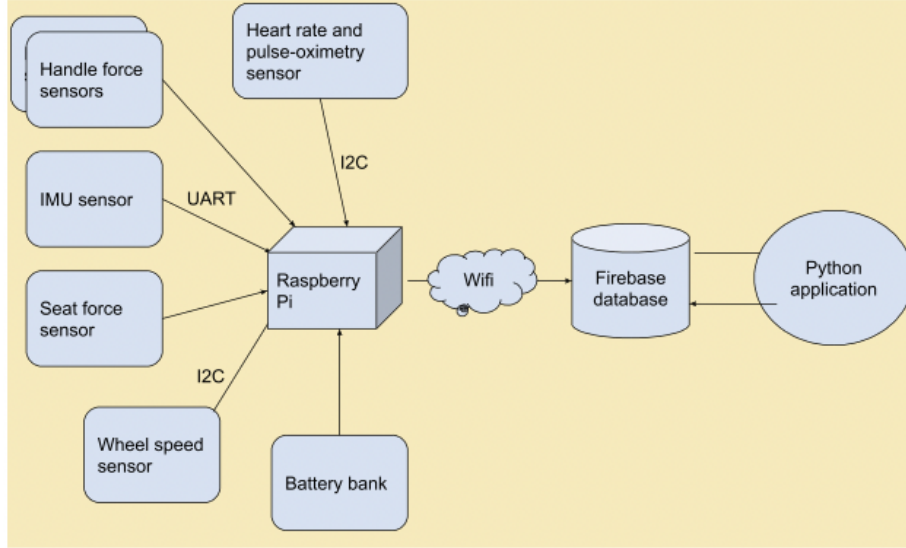 Heart rate and
pulse-oximetry
sensor
Handle force
sensors
I2C
IMU sensor
UART
Raspberry
Pi
Wifi
Firebase
database
Python
application
Seat force
sensor
I2C
Wheel speed
sensor
Battery bank